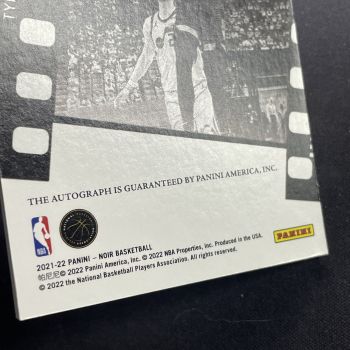 TY
THE AUTOGRAPH IS GUARANTEED BY PANINI AMERICA, INC.
NBA
2021-22 PANINI – NOIR BASKETBALL
帕尼尼© 2022 Panini America, Inc. © 2022 NBA Properties, Inc. Produced in the USA.
© 2022 the National Basketball Players Association. All rights reserved.
PANINI